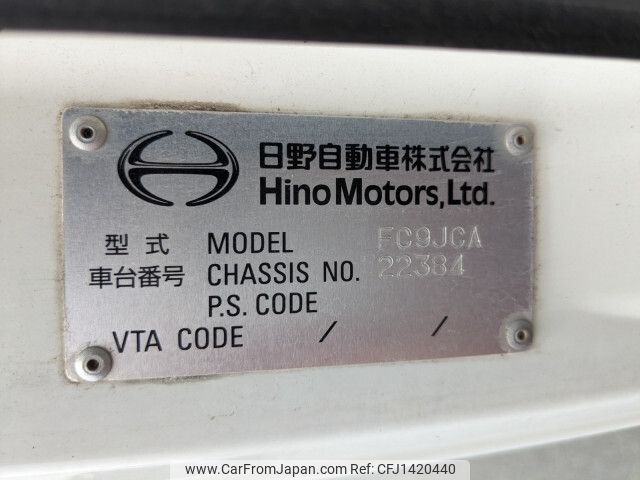 日野自動車株式会社
Hino Motors, Ltd.
型式 MODEL FC9JCA
車台番号 CHASSIS NO. 22384
P.S. CODE
VTA CODE / /
www.CarFromJapan.com - CFJ1420440